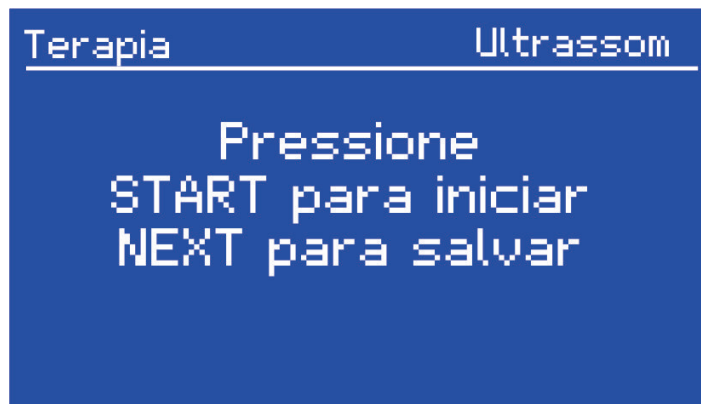 Terapia Ultrassom
Pressione
START para iniciar
NEXT para salvar